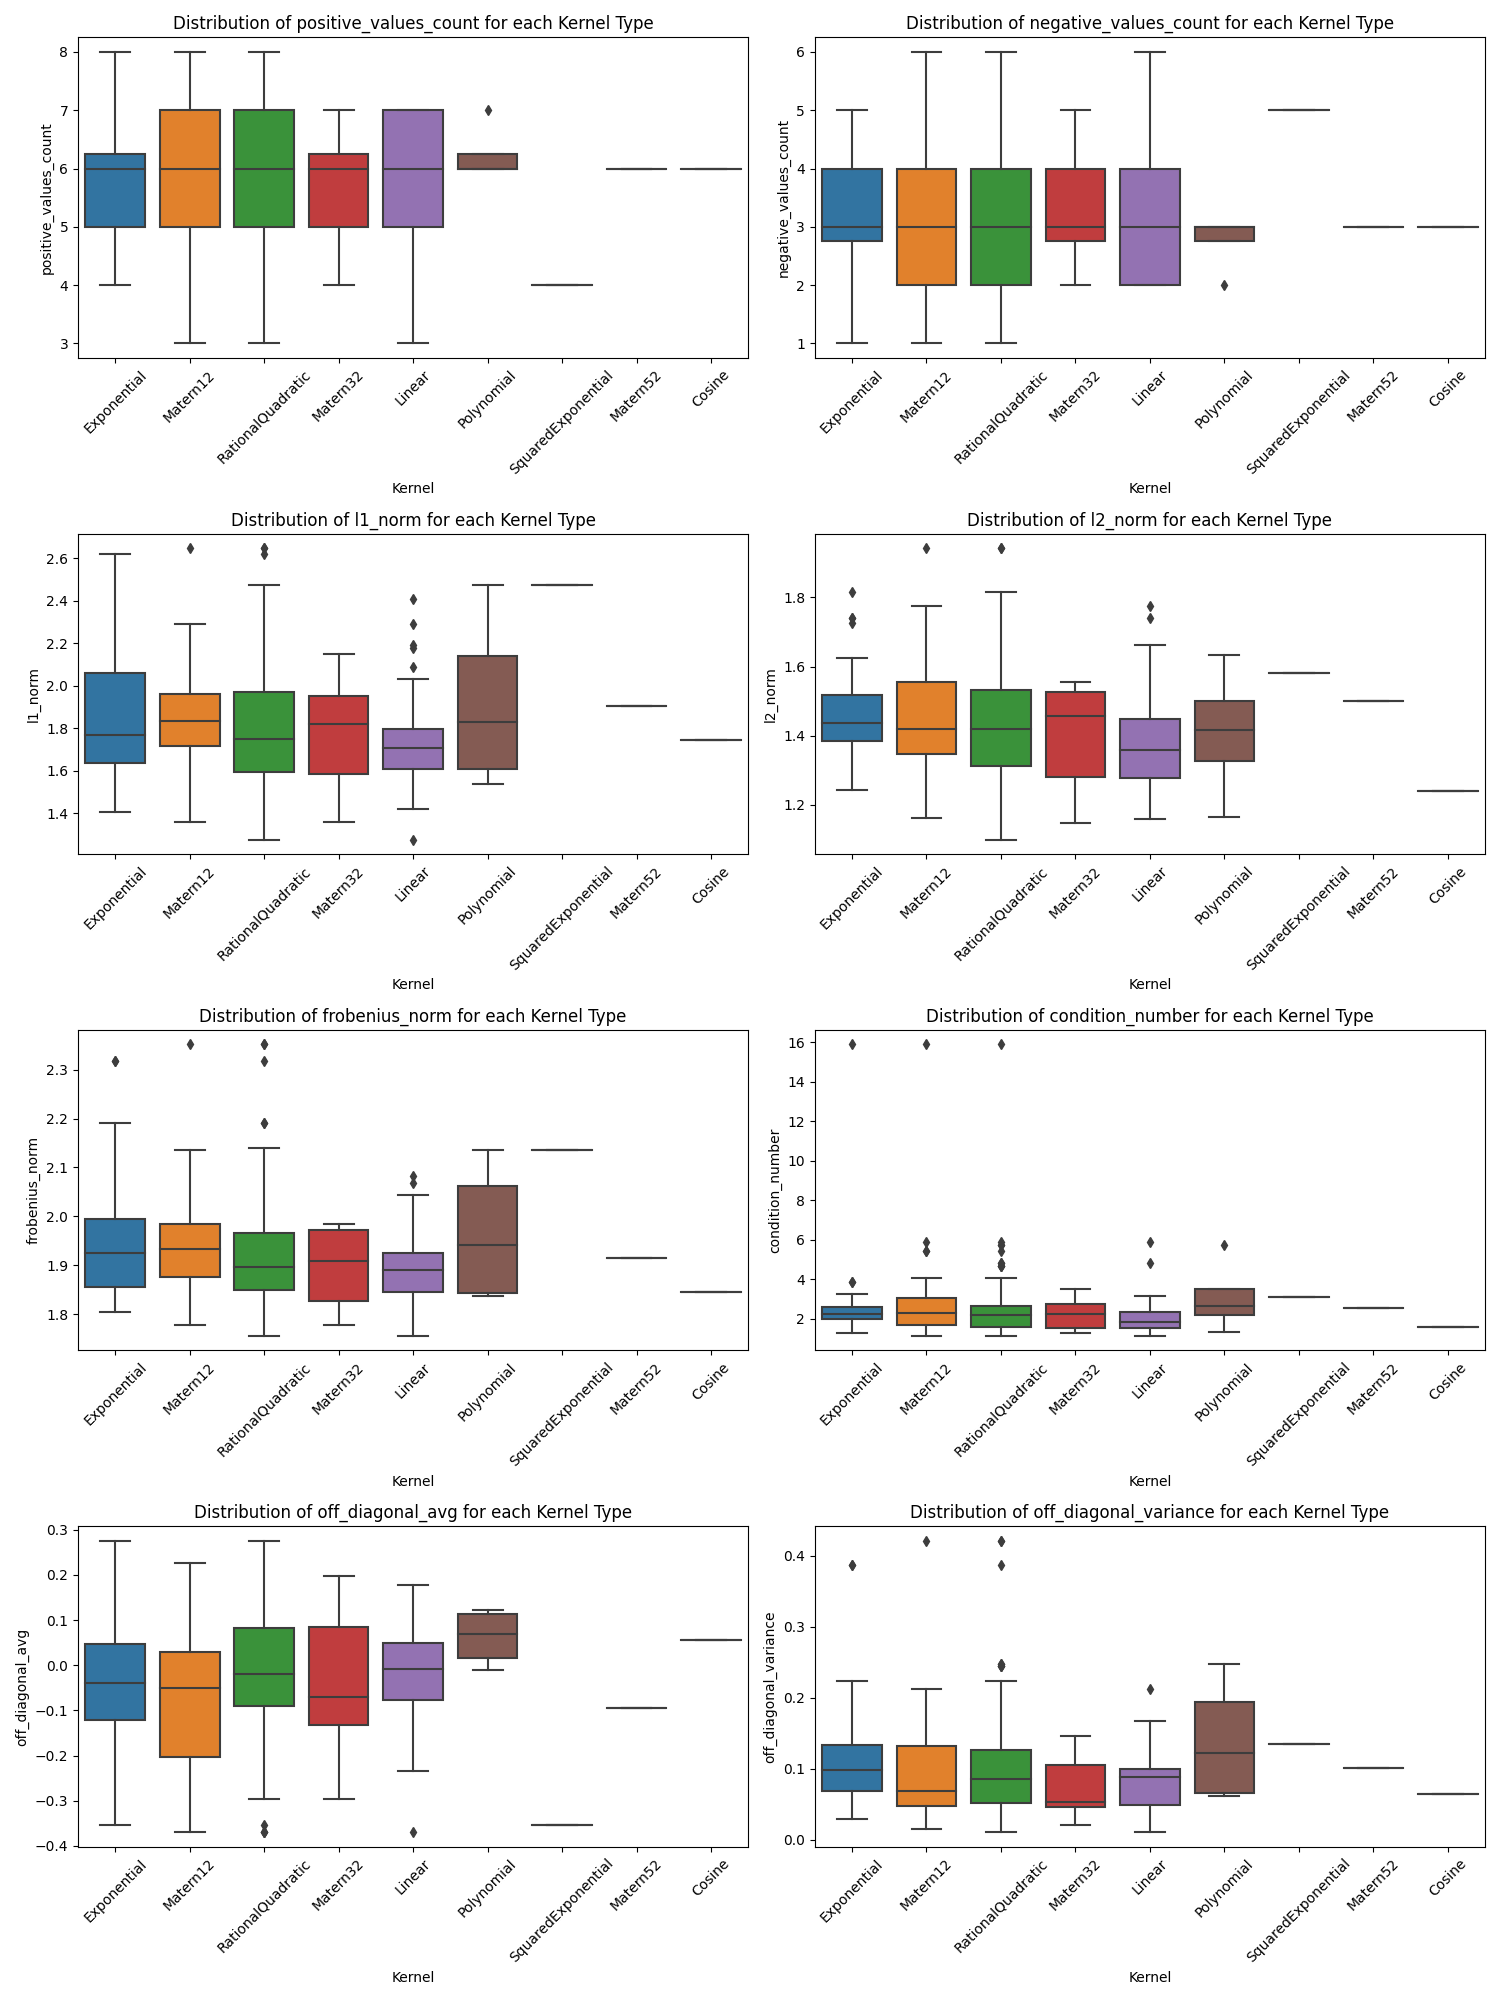 Distribution of positive_values_count for each Kernel Type
positive_values_count
8
7
6
5
4
3
Exponential
Matern12
RationalQuadratic
Matern32
Linear
Polynomial
SquaredExponential
Matern52
Cosine
Kernel
Distribution of negative_values_count for each Kernel Type
negative_values_count
6
5
4
3
2
1
Exponential
Matern12
RationalQuadratic
Matern32
Linear
Polynomial
SquaredExponential
Matern52
Cosine
Kernel
Distribution of l1_norm for each Kernel Type
l1_norm
2.6
2.4
2.2
2.0
1.8
1.6
1.4
Exponential
Matern12
RationalQuadratic
Matern32
Linear
Polynomial
SquaredExponential
Matern52
Cosine
Kernel
Distribution of l2_norm for each Kernel Type
l2_norm
1.8
1.6
1.4
1.2
Exponential
Matern12
RationalQuadratic
Matern32
Linear
Polynomial
SquaredExponential
Matern52
Cosine
Kernel
Distribution of frobenius_norm for each Kernel Type
frobenius_norm
2.3
2.2
2.1
2.0
1.9
1.8
Exponential
Matern12
RationalQuadratic
Matern32
Linear
Polynomial
SquaredExponential
Matern52
Cosine
Kernel
Distribution of condition_number for each Kernel Type
condition_number
16
14
12
10
8
6
4
2
Exponential
Matern12
RationalQuadratic
Matern32
Linear
Polynomial
SquaredExponential
Matern52
Cosine
Kernel
Distribution of off_diagonal_avg for each Kernel Type
off_diagonal_avg
0.3
0.2
0.1
0.0
−0.1
−0.2
−0.3
−0.4
Exponential
Matern12
RationalQuadratic
Matern32
Linear
Polynomial
SquaredExponential
Matern52
Cosine
Kernel
Distribution of off_diagonal_variance for each Kernel Type
off_diagonal_variance
0.4
0.3
0.2
0.1
0.0
Exponential
Matern12
RationalQuadratic
Matern32
Linear
Polynomial
SquaredExponential
Matern52
Cosine
Kernel